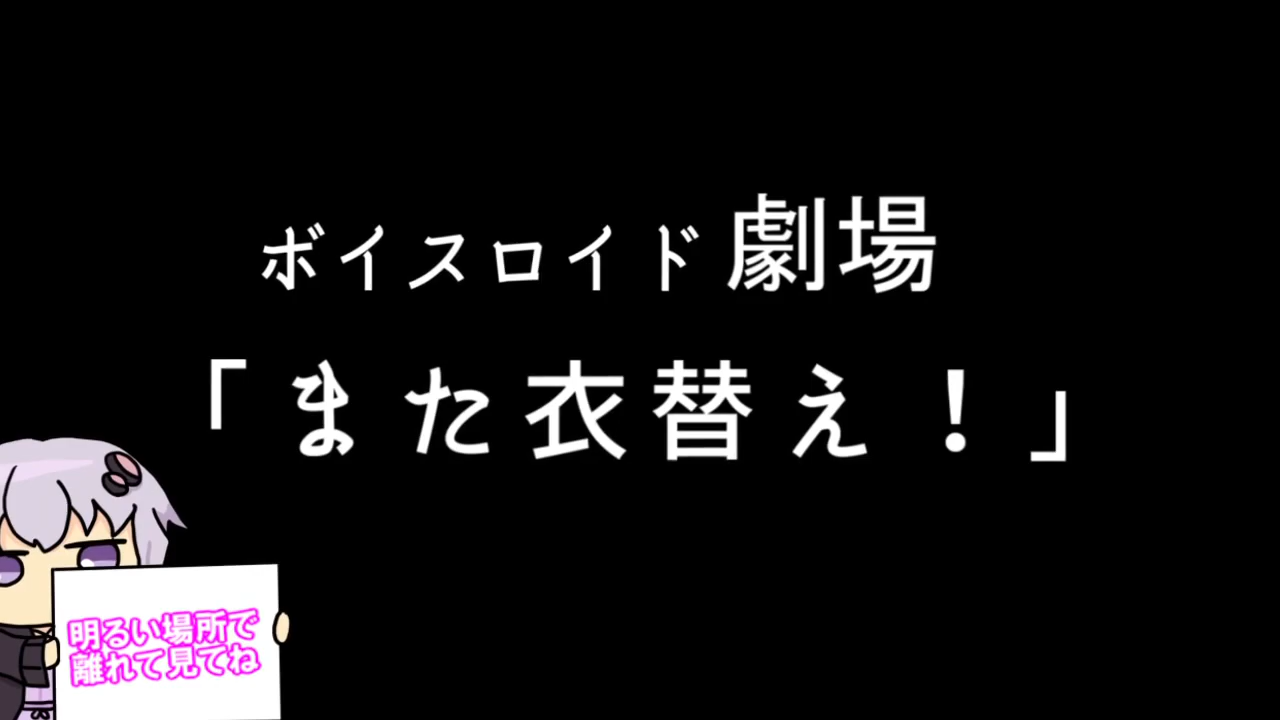 ボイスロイド劇場
「また衣替え！」
明るい場所で
離れて見てね